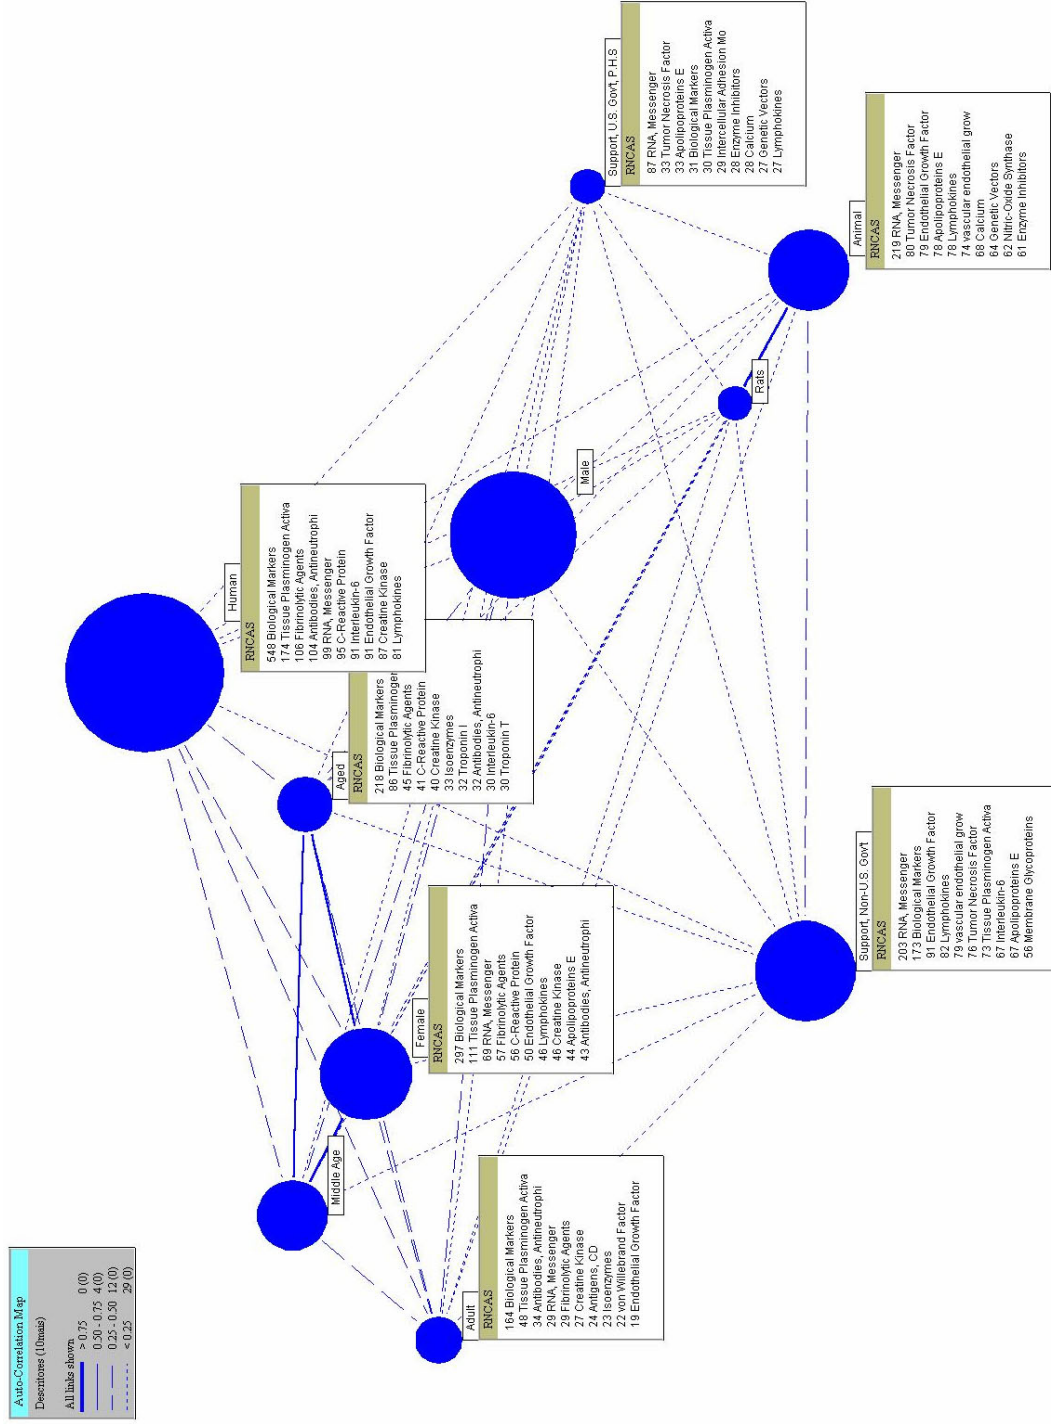 Auto-Correlation Map
Descritores (10mais)
All links shown
> 0.75 0 (0)
0.50 - 0.75 4 (0)
0.25 - 0.50 12 (0)
< 0.25 29 (0)
Human
RNCAS
548 Biological Markers
174 Tissue Plasminogen Activa
106 Fibrinolytic Agents
104 Antibodies, Antineutrophi
99 RNA, Messenger
95 C-Reactive Protein
91 Interleukin-6
91 Endothelial Growth Factor
87 Creatine Kinase
81 Lymphokines
Aged
RNCAS
218 Biological Markers
86 Tissue Plasminogen
45 Fibrinolytic Agents
41 C-Reactive Protein
40 Creatine Kinase
33 Isoenzymes
32 Troponin I
32 Antibodies, Antineutrophi
30 Interleukin-6
30 Troponin T
Middle Age
Female
RNCAS
297 Biological Markers
111 Tissue Plasminogen Activa
69 RNA, Messenger
57 Fibrinolytic Agents
56 C-Reactive Protein
50 Endothelial Growth Factor
46 Lymphokines
46 Creatine Kinase
44 Apolipoproteins E
43 Antibodies, Antineutrophi
Adult
RNCAS
164 Biological Markers
48 Tissue Plasminogen Activa
34 Antibodies, Antineutrophi
29 RNA, Messenger
29 Fibrinolytic Agents
27 Creatine Kinase
24 Antigens, CD
23 Isoenzymes
22 von Willebrand Factor
19 Endothelial Growth Factor
Male
Support, U.S. Gov't, P.H.S
RNCAS
87 RNA, Messenger
33 Tumor Necrosis Factor
33 Apolipoproteins E
31 Biological Markers
30 Tissue Plasminogen Activa
29 Intercellular Adhesion Mo
28 Enzyme Inhibitors
28 Calcium
27 Genetic Vectors
27 Lymphokines
Rats
Animal
RNCAS
219 RNA, Messenger
80 Tumor Necrosis Factor
79 Endothelial Growth Factor
78 Apolipoproteins E
78 Lymphokines
74 vascular endothelial grow
68 Calcium
64 Genetic Vectors
62 Nitric-Oxide Synthase
61 Enzyme Inhibitors
Support, Non-U.S. Gov't
RNCAS
203 RNA, Messenger
173 Biological Markers
91 Endothelial Growth Factor
82 Lymphokines
79 vascular endothelial grow
76 Tumor Necrosis Factor
73 Tissue Plasminogen Activa
67 Interleukin-6
67 Apolipoproteins E
56 Membrane Glycoproteins